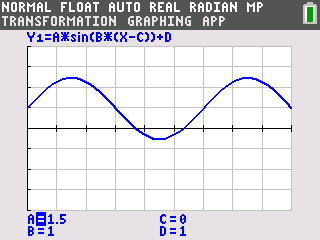 NORMAL FLOAT AUTO REAL RADIAN MP
TRANSFORMATION GRAPHING APP
Y1=A*sin(B*(X-C))+D
A=1.5 C=0
B=1 D=1